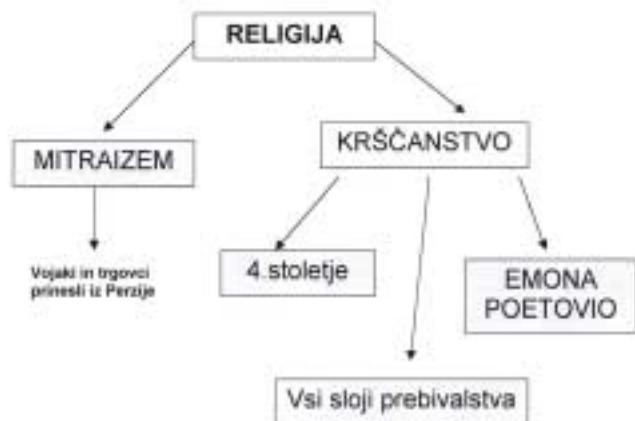 RELIGIJA
MITRAIZEM
KRŠČANSTVO
Vojaki in trgovci
prinesli iz Perzije
4.stoletje
EMONA
POETOVIO
Vsi sloji prebivalstva